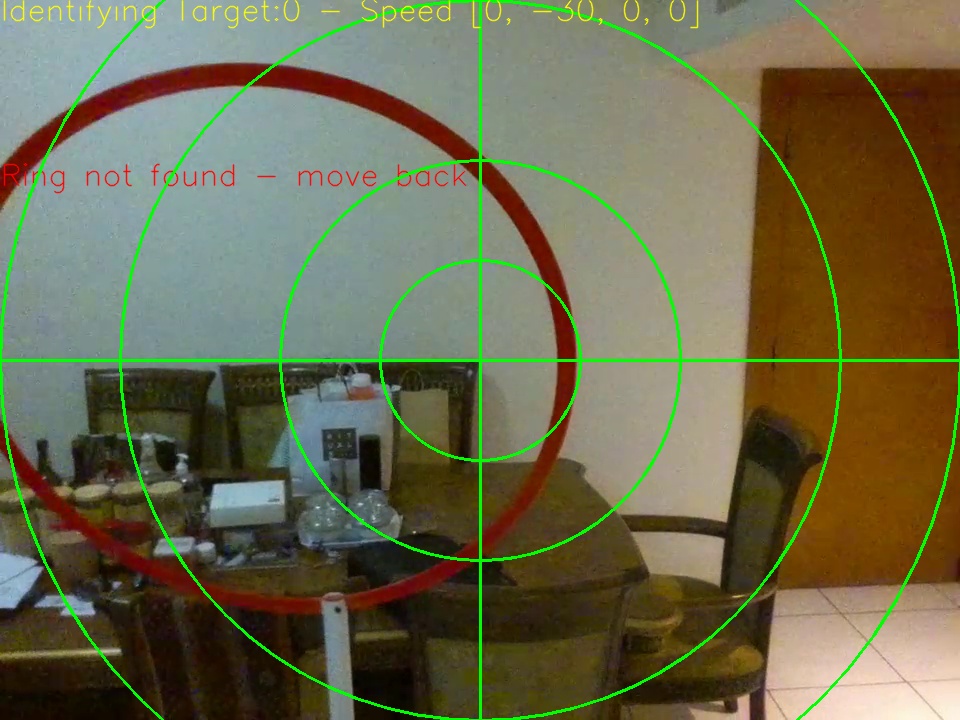 Identifying Target:0 - Speed [0, -30, 0, 0]
Ring not found - move back